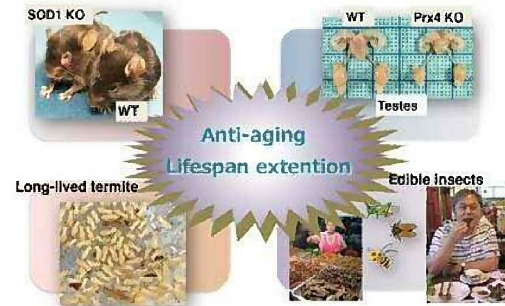 SOD1 KO
WT
WT
Prx4 KO
Testes
Anti-aging
Lifespan extention
Long-lived termite
Edible insects